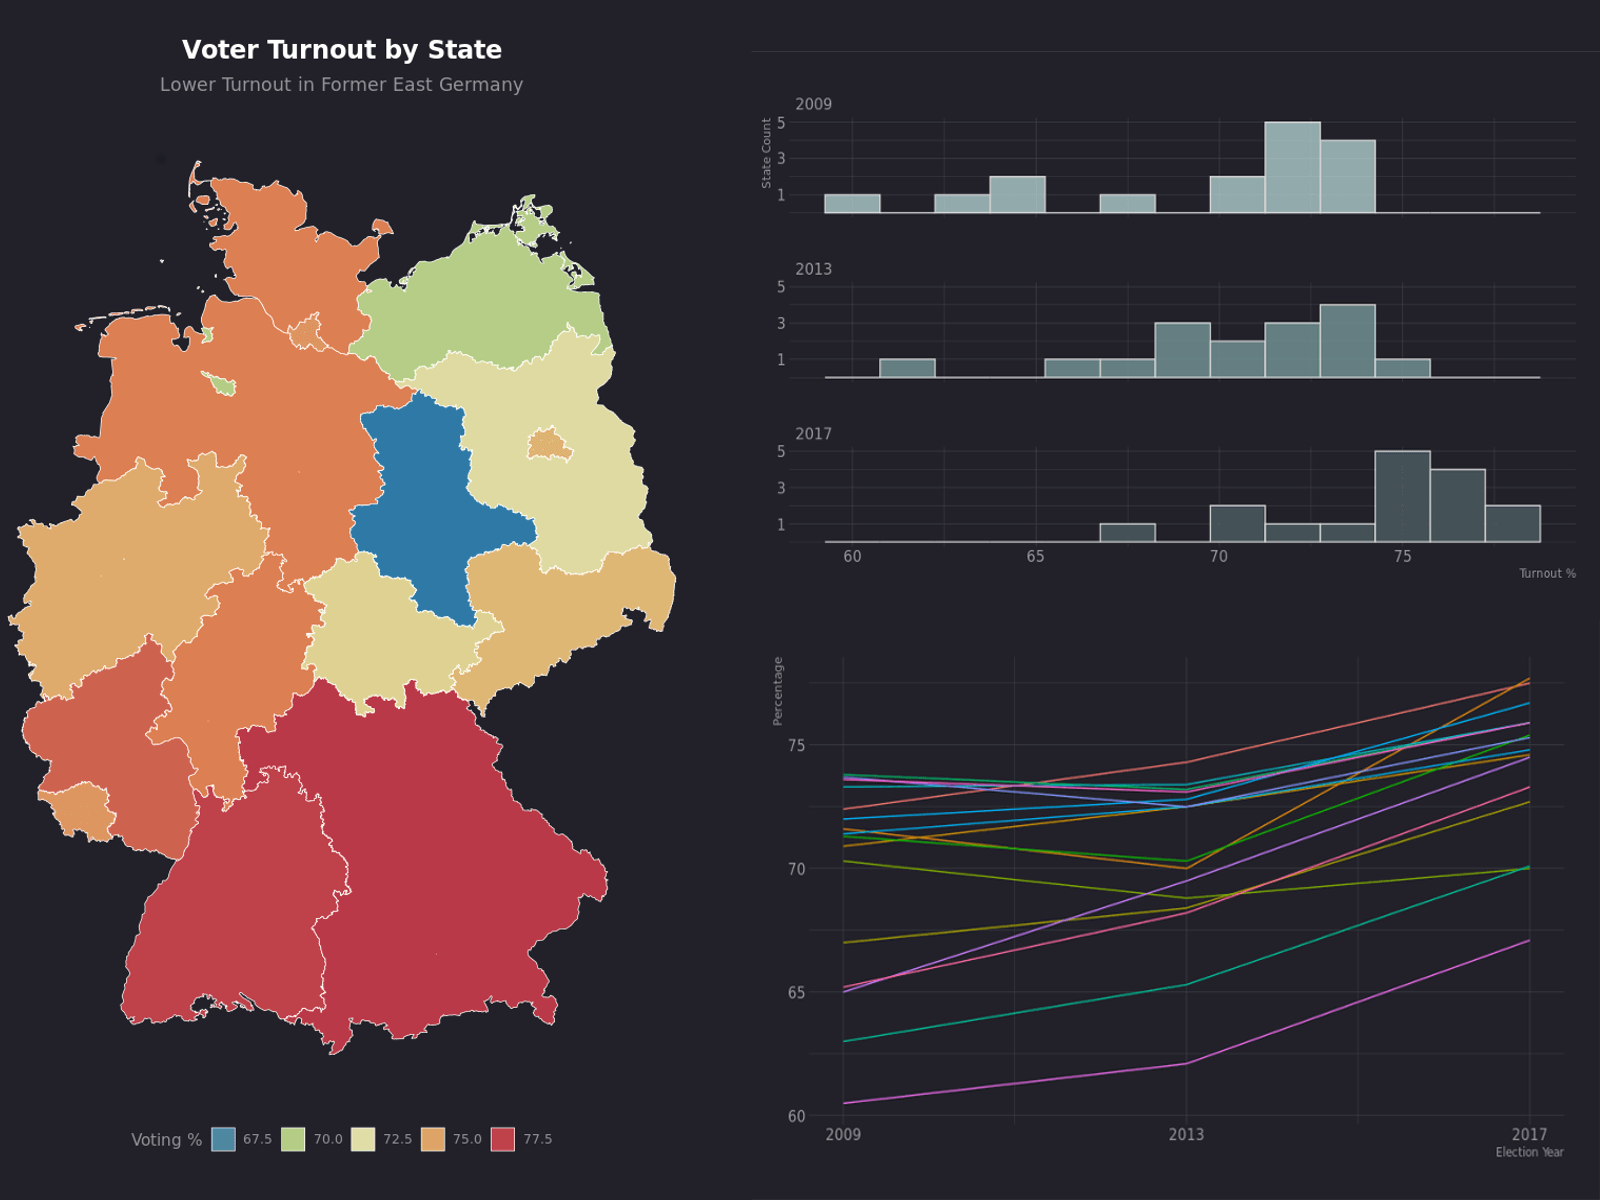 Voter Turnout by State
Lower Turnout in Former East Germany
Voting % 67.5 70.0 72.5 75.0 77.5
2009
State Count
5
3
1
2013
5
3
1
2017
5
3
1
60 65 70 75
Turnout %
Percentage
75
70
65
60
2009 2013 2017
Election Year